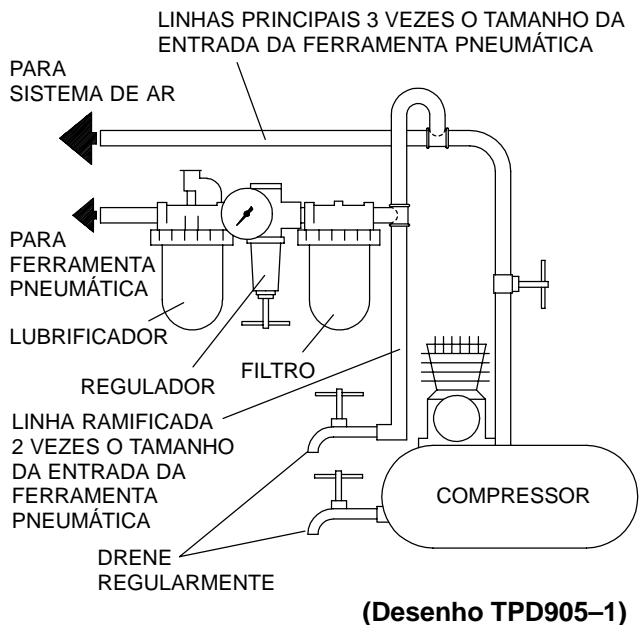 LINHAS PRINCIPAIS 3 VEZES O TAMANHO DA
ENTRADA DA FERRAMENTA PNEUMÁTICA
PARA
SISTEMA DE AR
PARA
FERRAMENTA
PNEUMÁTICA
LUBRIFICADOR
REGULADOR
FILTRO
LINHA RAMIFICADA
2 VEZES O TAMANHO
DA ENTRADA DA
FERRAMENTA
PNEUMÁTICA
COMPRESSOR
DRENE
REGULARMENTE
(Desenho TPD905–1)